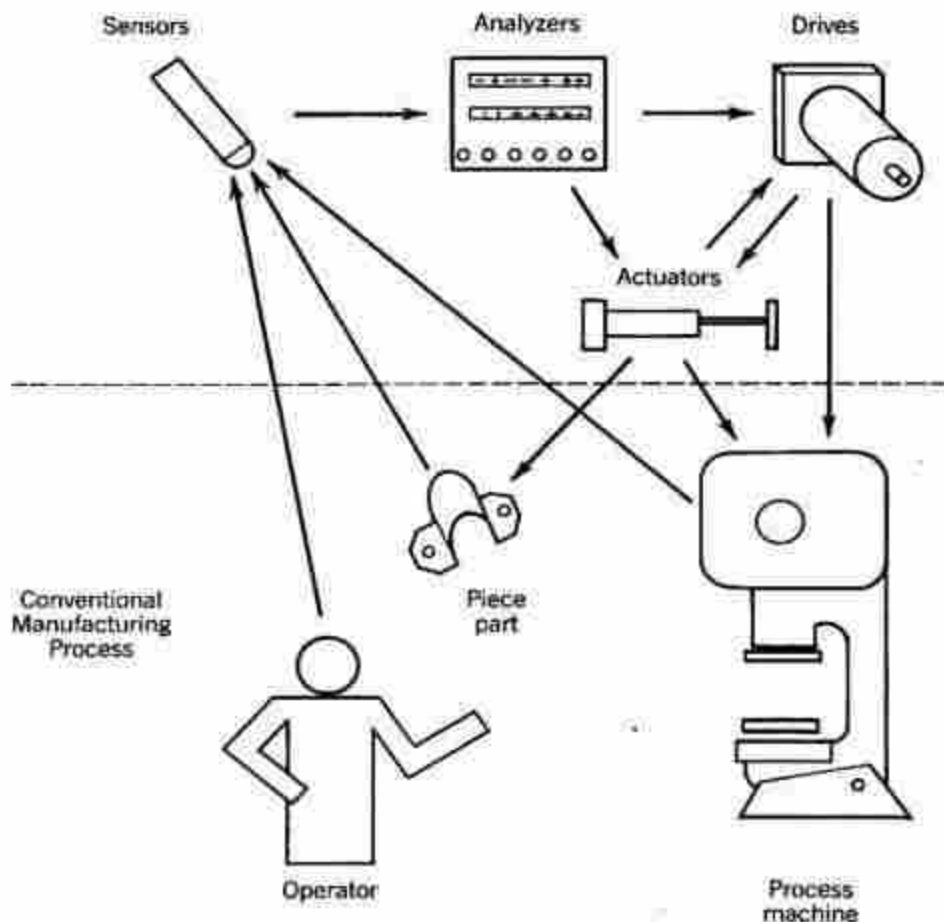 Sensors
Analyzers
Drives
Actuators
Conventional
Manufacturing
Process
Piece
part
Operator
Process
machine